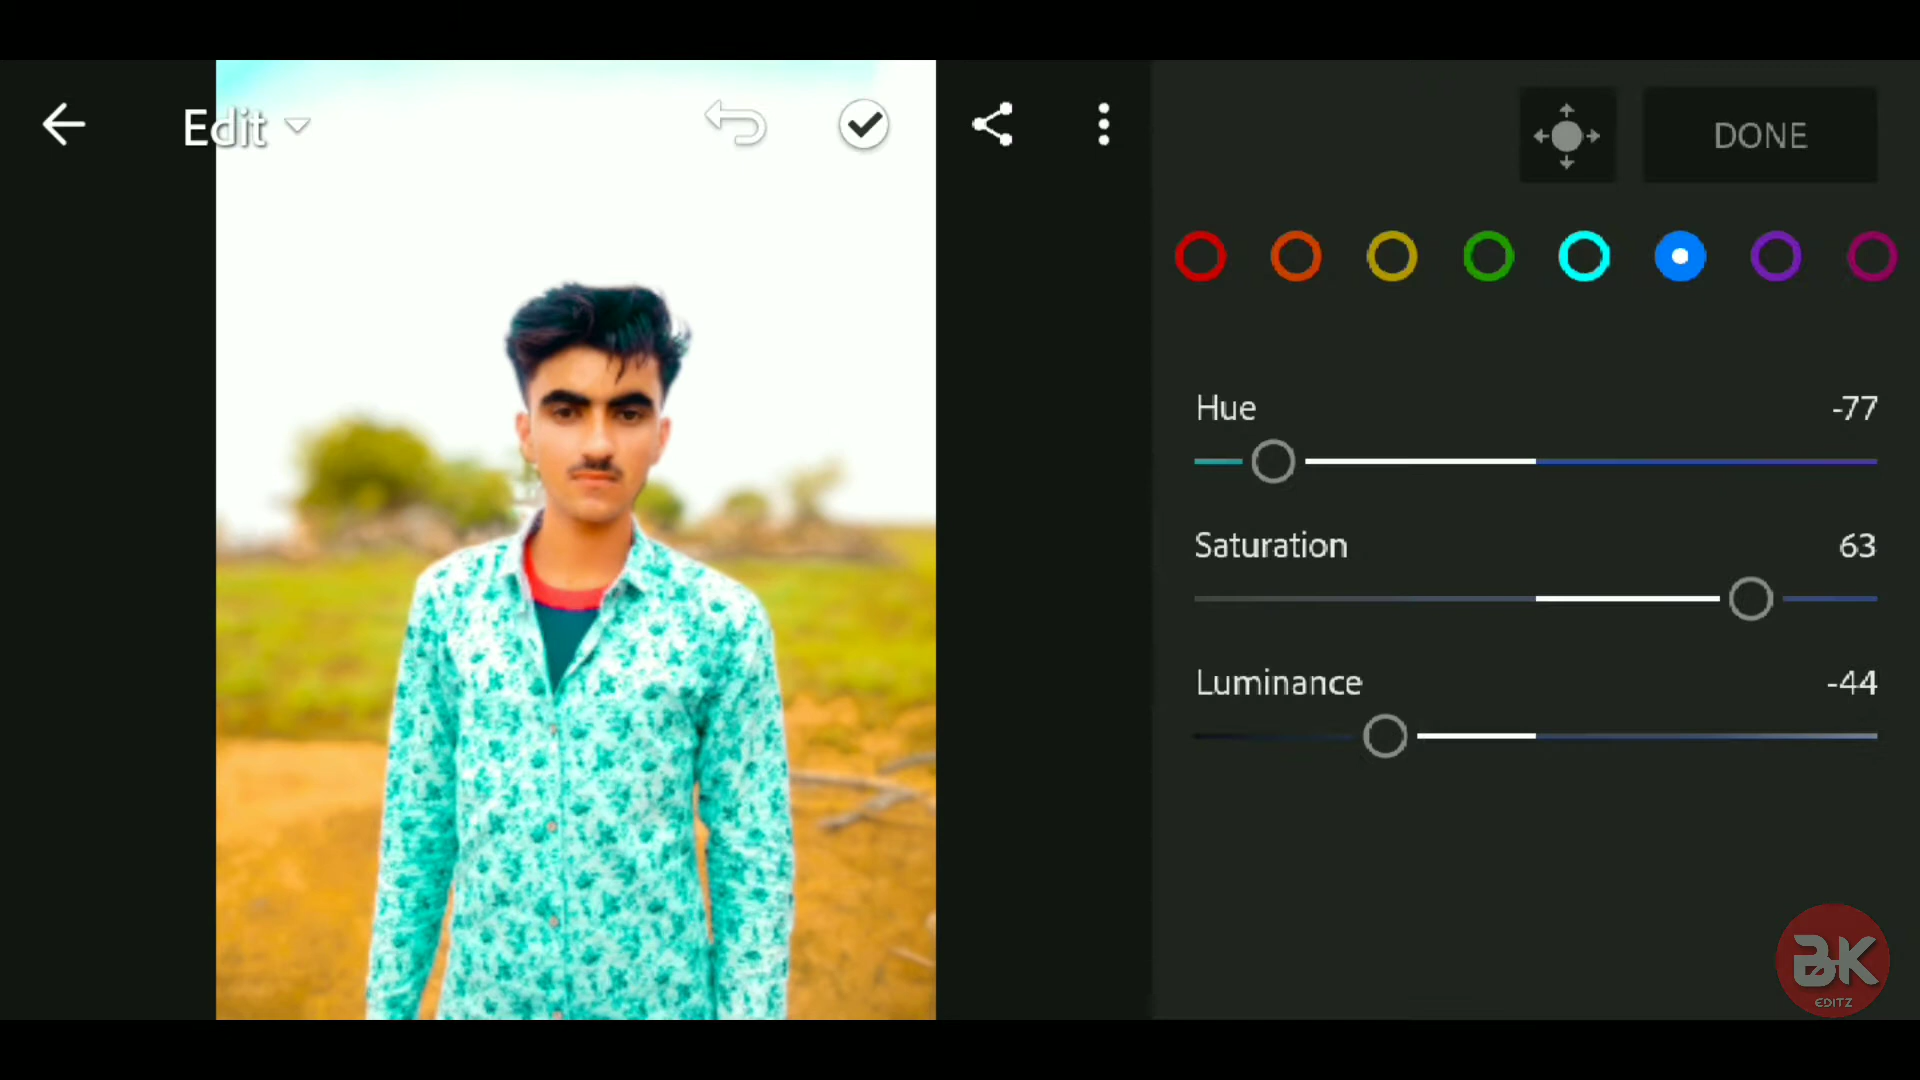 Edit
DONE
Hue -77
Saturation 63
Luminance -44
BK
EDITZ